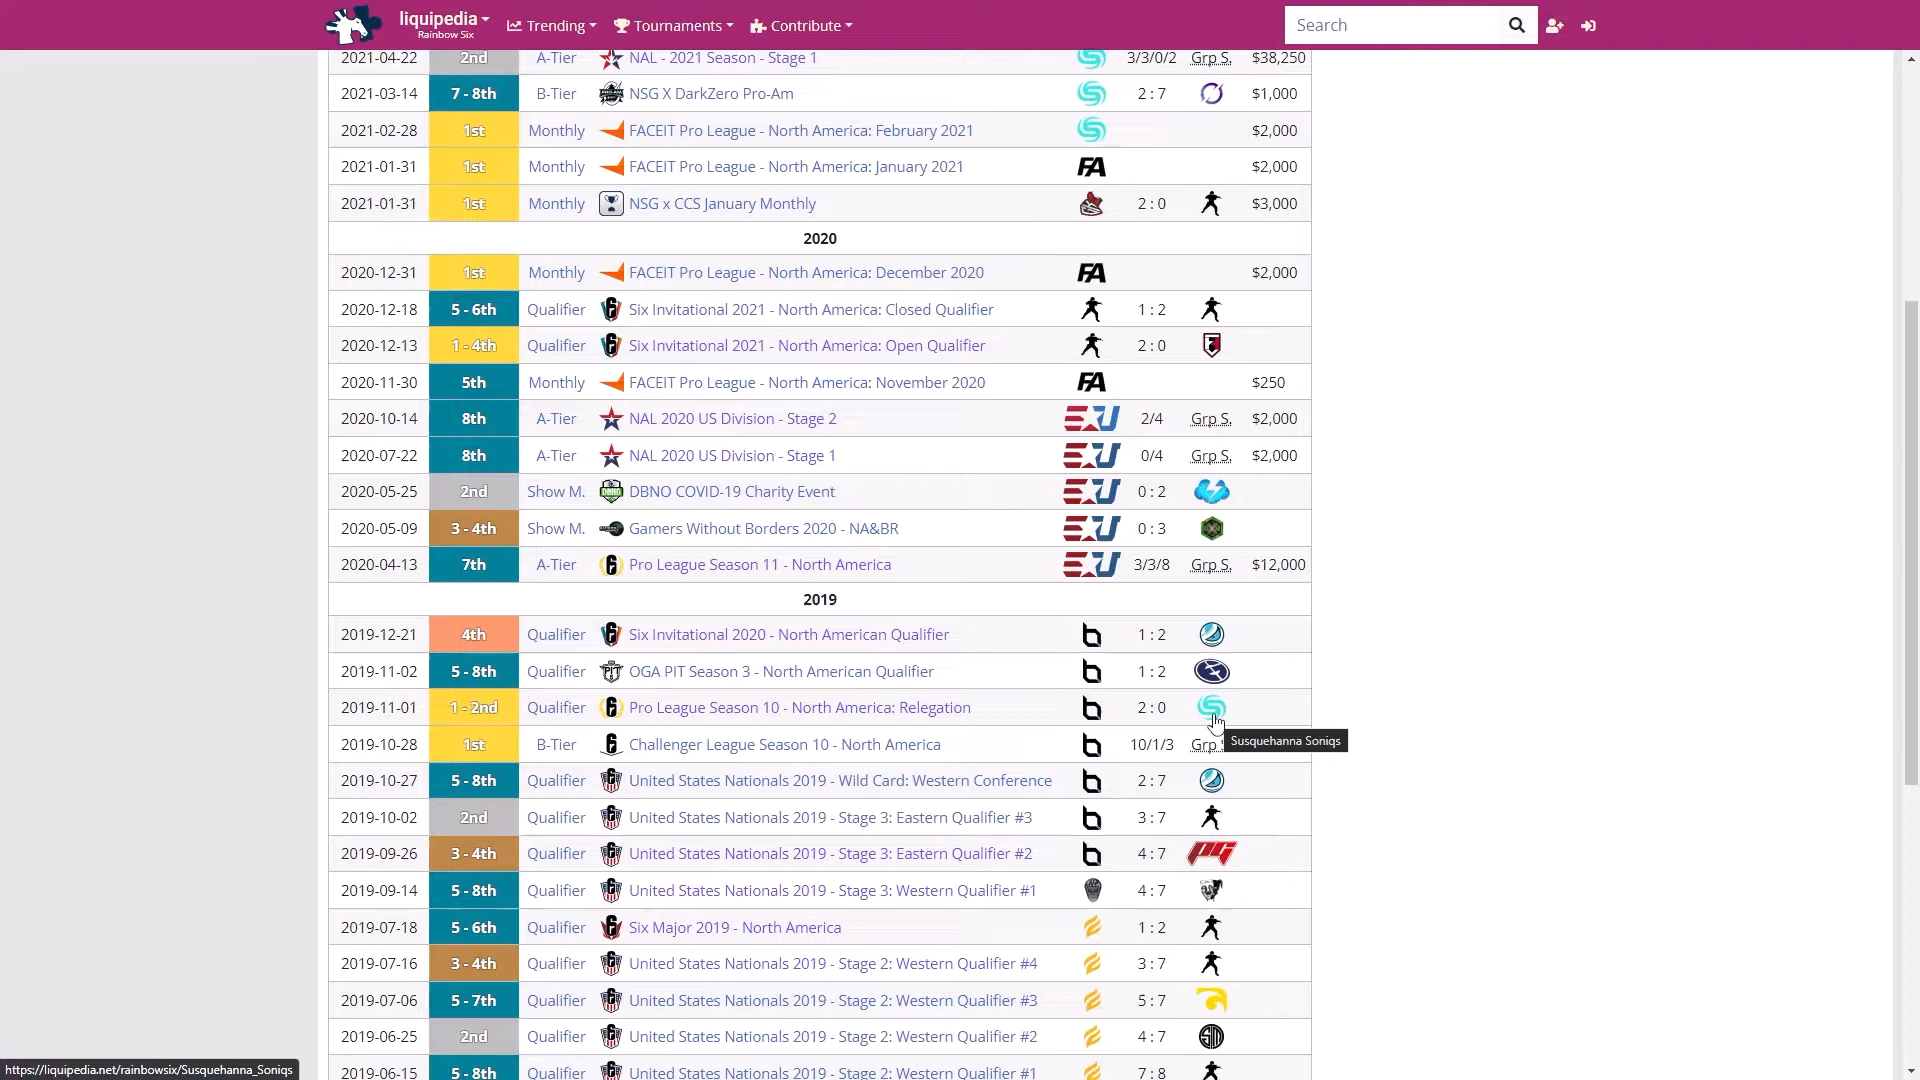 liquipedia
Rainbow Six
Trending
Tournaments
Contribute
Search
2021-04-22 2nd A-Tier NAL - 2021 Season - Stage 1 3/3/0/2 Grp S. $38,250
2021-03-14 7 - 8th B-Tier NSG X DarkZero Pro-Am 2 : 7 $1,000
2021-02-28 1st Monthly FACEIT Pro League - North America: February 2021 $2,000
2021-01-31 1st Monthly FACEIT Pro League - North America: January 2021 FA $2,000
2021-01-31 1st Monthly NSG x CCS January Monthly 2 : 0 $3,000
2020
2020-12-31 1st Monthly FACEIT Pro League - North America: December 2020 FA $2,000
2020-12-18 5 - 6th Qualifier Six Invitational 2021 - North America: Closed Qualifier 1 : 2
2020-12-13 1 - 4th Qualifier Six Invitational 2021 - North America: Open Qualifier 2 : 0
2020-11-30 5th Monthly FACEIT Pro League - North America: November 2020 FA $250
2020-10-14 8th A-Tier NAL 2020 US Division - Stage 2 2/4 Grp S. $2,000
2020-07-22 8th A-Tier NAL 2020 US Division - Stage 1 0/4 Grp S. $2,000
2020-05-25 2nd Show M. DBNO COVID-19 Charity Event 0 : 2
2020-05-09 3 - 4th Show M. Gamers Without Borders 2020 - NA&BR 0 : 3
2020-04-13 7th A-Tier Pro League Season 11 - North America 3/3/8 Grp S. $12,000
2019
2019-12-21 4th Qualifier Six Invitational 2020 - North American Qualifier 1 : 2
2019-11-02 5 - 8th Qualifier OGA PIT Season 3 - North American Qualifier 1 : 2
2019-11-01 1 - 2nd Qualifier Pro League Season 10 - North America: Relegation 2 : 0
Susquehanna Soniqs
2019-10-28 1st B-Tier Challenger League Season 10 - North America 10/1/3 Grp
2019-10-27 5 - 8th Qualifier United States Nationals 2019 - Wild Card: Western Conference 2 : 7
2019-10-02 2nd Qualifier United States Nationals 2019 - Stage 3: Eastern Qualifier #3 3 : 7
2019-09-26 3 - 4th Qualifier United States Nationals 2019 - Stage 3: Eastern Qualifier #2 4 : 7
2019-09-14 5 - 8th Qualifier United States Nationals 2019 - Stage 3: Western Qualifier #1 4 : 7
2019-07-18 5 - 6th Qualifier Six Major 2019 - North America 1 : 2
2019-07-16 3 - 4th Qualifier United States Nationals 2019 - Stage 2: Western Qualifier #4 3 : 7
2019-07-06 5 - 7th Qualifier United States Nationals 2019 - Stage 2: Western Qualifier #3 5 : 7
2019-06-25 2nd Qualifier United States Nationals 2019 - Stage 2: Western Qualifier #2 4 : 7
2019-06-15 5 - 8th Qualifier United States Nationals 2019 - Stage 2: Western Qualifier #1 7 : 8
https://liquipedia.net/rainbowsix/Susquehanna_Soniqs